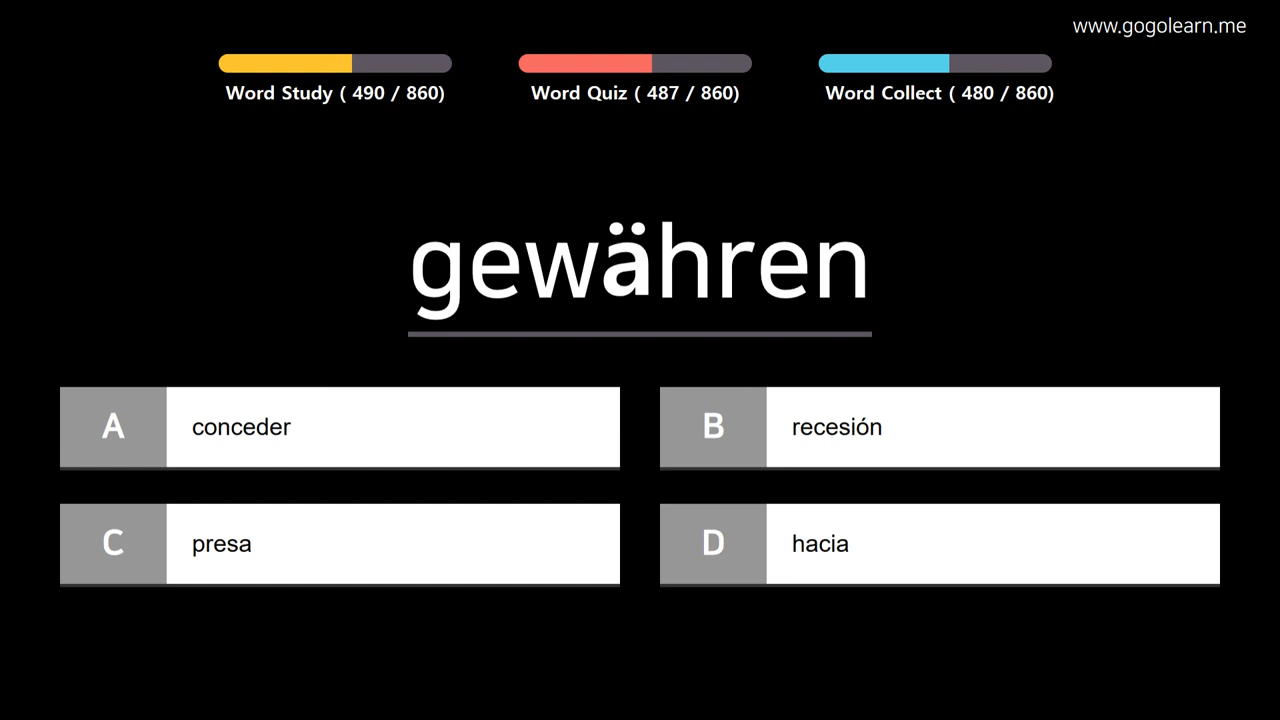 www.gogolearn.me
Word Study ( 490 / 860)
Word Quiz ( 487 / 860)
Word Collect ( 480 / 860)
gewähren
A conceder
B recesión
C presa
D hacia